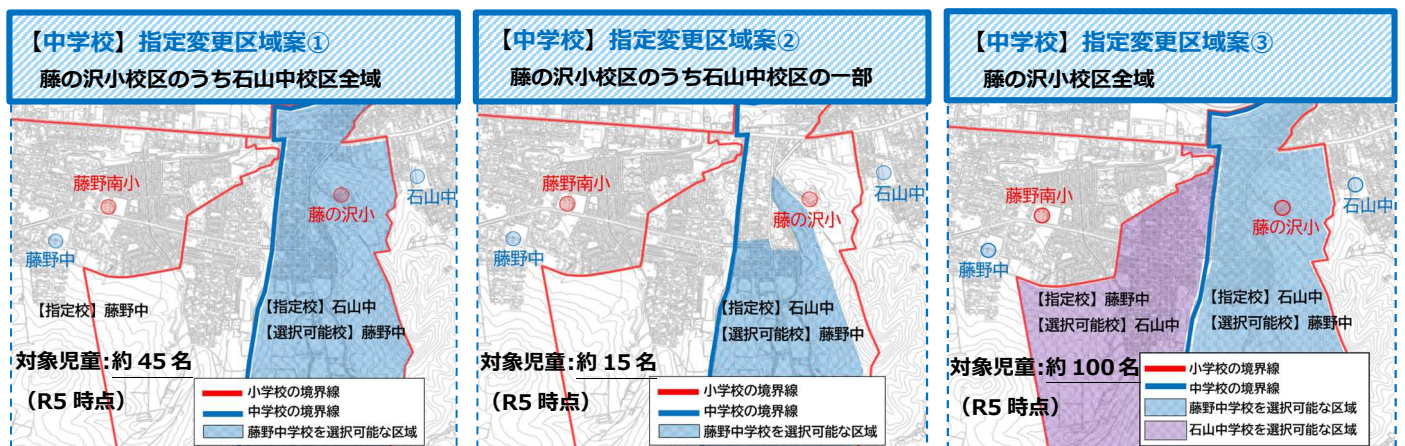 【中学校】指定変更区域案①
藤の沢小校区のうち石山中校区全域
藤野南小
藤の沢小
石山中
藤野中
【指定校】藤野中
【指定校】石山中
【選択可能校】藤野中
対象児童:約 45 名
（R5 時点）
小学校の境界線
中学校の境界線
藤野中学校を選択可能な区域
【中学校】指定変更区域案②
藤の沢小校区のうち石山中校区の一部
藤野南小
藤の沢小
石山中
藤野中
【指定校】石山中
【選択可能校】藤野中
対象児童:約 15 名
（R5 時点）
小学校の境界線
中学校の境界線
藤野中学校を選択可能な区域
【中学校】指定変更区域案③
藤の沢小校区全域
藤野南小
藤の沢小
石山中
藤野中
【指定校】藤野中
【選択可能校】石山中
【指定校】石山中
【選択可能校】藤野中
対象児童:約 100 名
（R5 時点）
小学校の境界線
中学校の境界線
藤野中学校を選択可能な区域
石山中学校を選択可能な区域